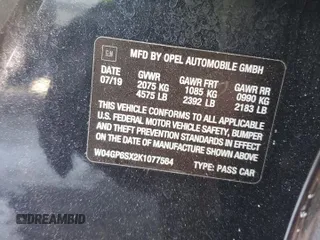 GM
MFD BY OPEL AUTOMOBILE GMBH
DATE GVWR GAWR FRT GAWR RR
07/19 2075 KG 1085 KG 0990 KG
4575 LB 2392 LB 2183 LB
THIS VEHICLE CONFORMS TO ALL APPLICABLE
U.S. FEDERAL MOTOR VEHICLE SAFETY, BUMPER
AND THEFT PREVENTION STANDARDS IN EFFECT
ON THE DATE OF MANUFACTURE SHOWN ABOVE.
W04GP6SX2K1077564 TYPE: PASS CAR
DREAMBID